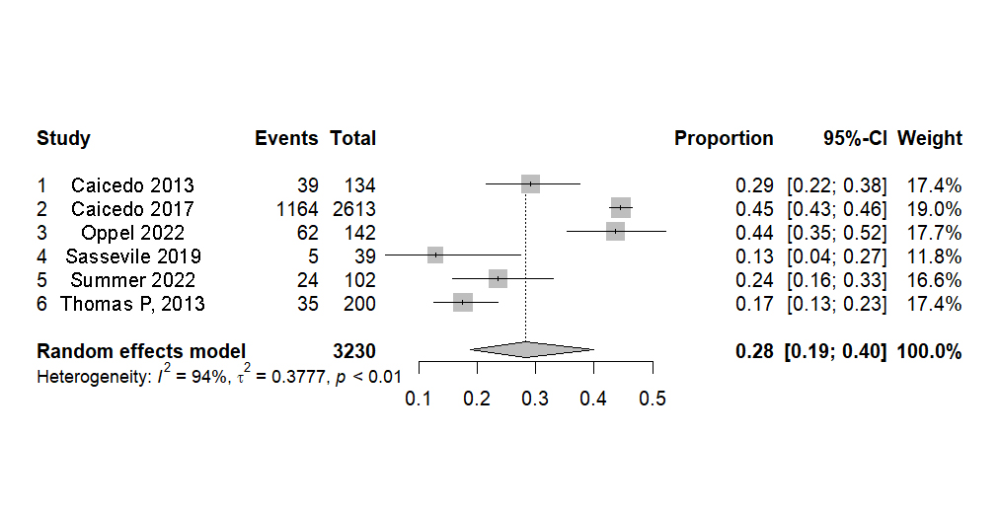 Study Events Total Proportion 95%-CI Weight
1 Caicedo 2013 39 134 0.29 [0.22; 0.38] 17.4%
2 Caicedo 2017 1164 2613 0.45 [0.43; 0.46] 19.0%
3 Oppel 2022 62 142 0.44 [0.35; 0.52] 17.7%
4 Sassevile 2019 5 39 0.13 [0.04; 0.27] 11.8%
5 Summer 2022 24 102 0.24 [0.16; 0.33] 16.6%
6 Thomas P, 2013 35 200 0.17 [0.13; 0.23] 17.4%
Random effects model 3230 0.28 [0.19; 0.40] 100.0%
Heterogeneity: I² = 94%, τ² = 0.3777, p < 0.01
0.1 0.2 0.3 0.4 0.5